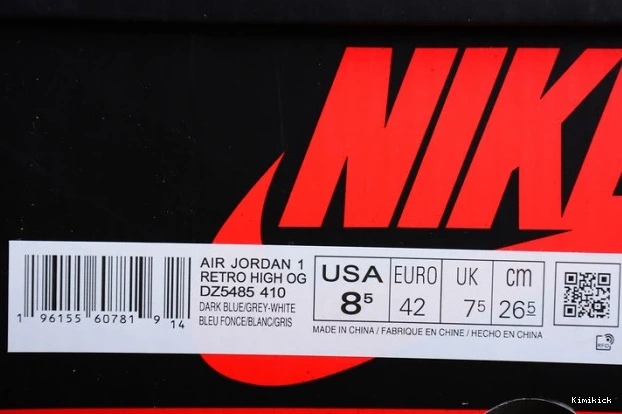 NIKE
AIR JORDAN 1
RETRO HIGH OG
DZ5485 410
DARK BLUE/GREY-WHITE
BLEU FONCE/BLANC/GRIS
USA EURO UK cm
8⁵ 42 7⁵ 26⁵
MADE IN CHINA / FABRIQUE EN CHINE / HECHO EN CHINA
1 96155 60781 9 14
RFID
Kimikick